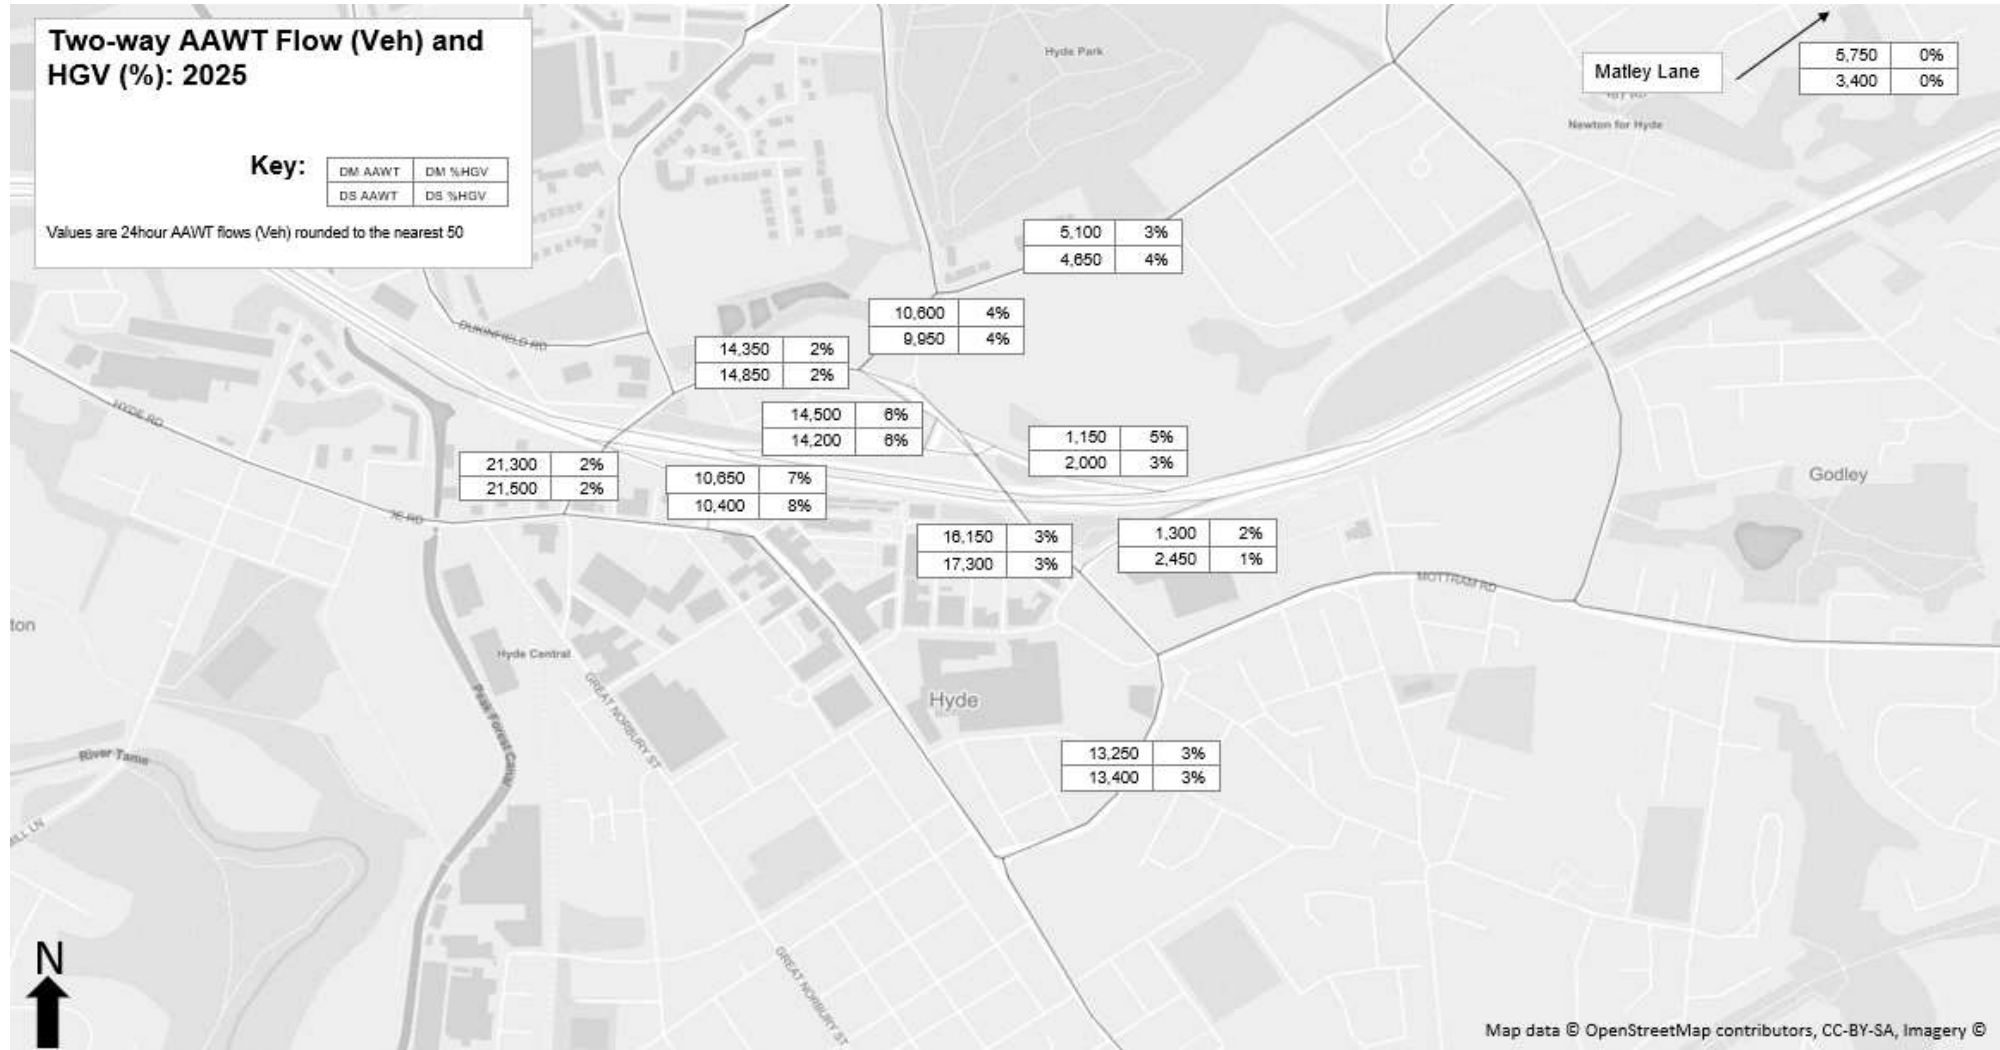 Two-way AAWT Flow (Veh) and
HGV (%): 2025
Key:
DM AAWT DM %HGV
DS AAWT DS %HGV
Values are 24hour AAWT flows (Veh) rounded to the nearest 50
Hyde Park
Matley Lane
5,750 0%
3,400 0%
Newton for Hyde
5,100 3%
4,650 4%
10,600 4%
9,950 4%
DUKINFIELD RD
14,350 2%
14,850 2%
HYDE RD
14,500 6%
14,200 6%
1,150 5%
2,000 3%
21,300 2%
21,500 2%
10,650 7%
10,400 8%
Godley
DE RD
16,150 3%
17,300 3%
1,300 2%
2,450 1%
MOTTRAM RD
ton
Hyde Central
GREAT NORBURY ST
Peak Forest Canal
Hyde
River Tame
13,250 3%
13,400 3%
ILL LN
GREAT NORBURY ST
N
Map data © OpenStreetMap contributors, CC-BY-SA, Imagery ©